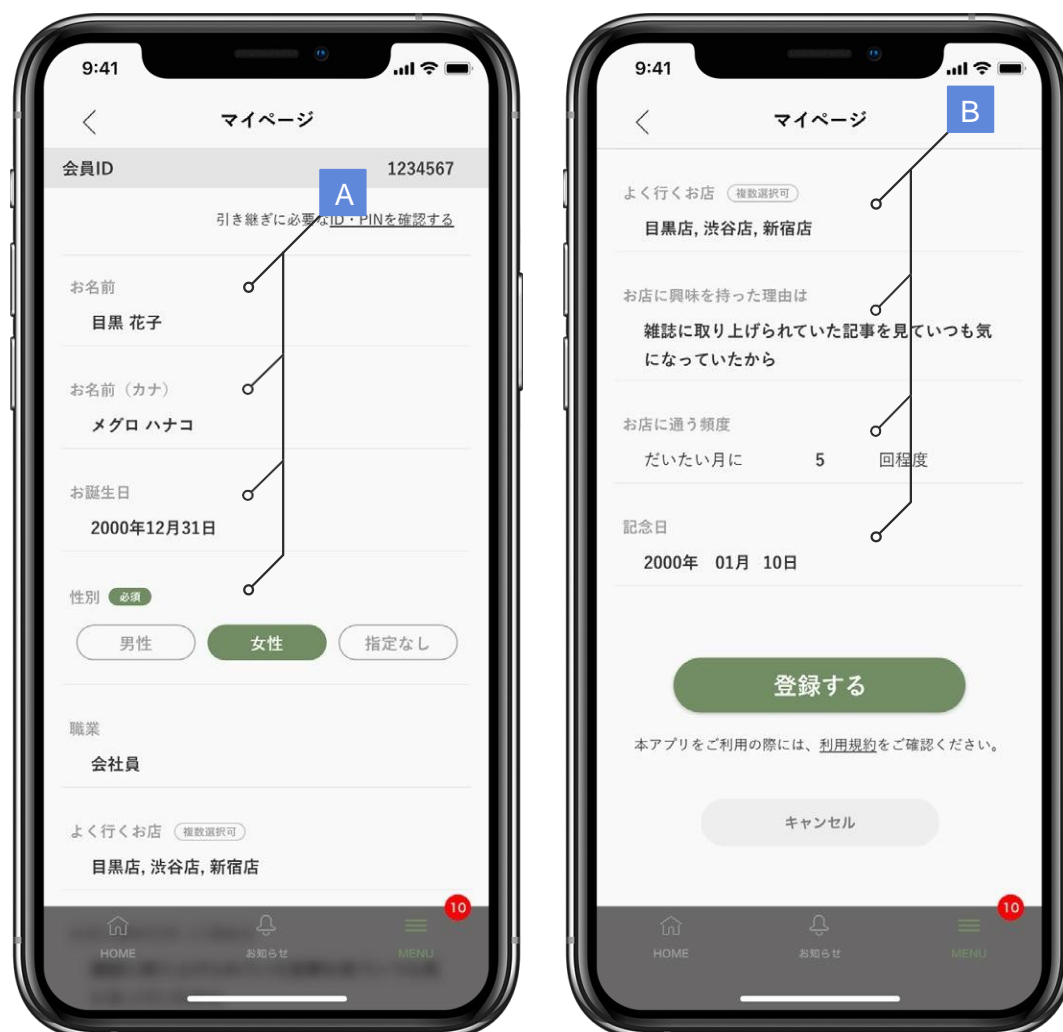 9:41
マイページ
会員ID 1234567
A
引き継ぎに必要なID・PINを確認する
お名前
目黒 花子
お名前（カナ）
メグロ ハナコ
お誕生日
2000年12月31日
性別 必須
男性 女性 指定なし
職業
会社員
よく行くお店 複数選択可
目黒店, 渋谷店, 新宿店
10
HOME お知らせ MENU
9:41
B
マイページ
よく行くお店 複数選択可
目黒店, 渋谷店, 新宿店
お店に興味を持った理由は
雑誌に取り上げられていた記事を見ていつも気
になっていたから
お店に通う頻度
だいたい月に 5 回程度
記念日
2000年 01月 10日
登録する
本アプリをご利用の際には、利用規約をご確認ください。
キャンセル
10
HOME お知らせ MENU